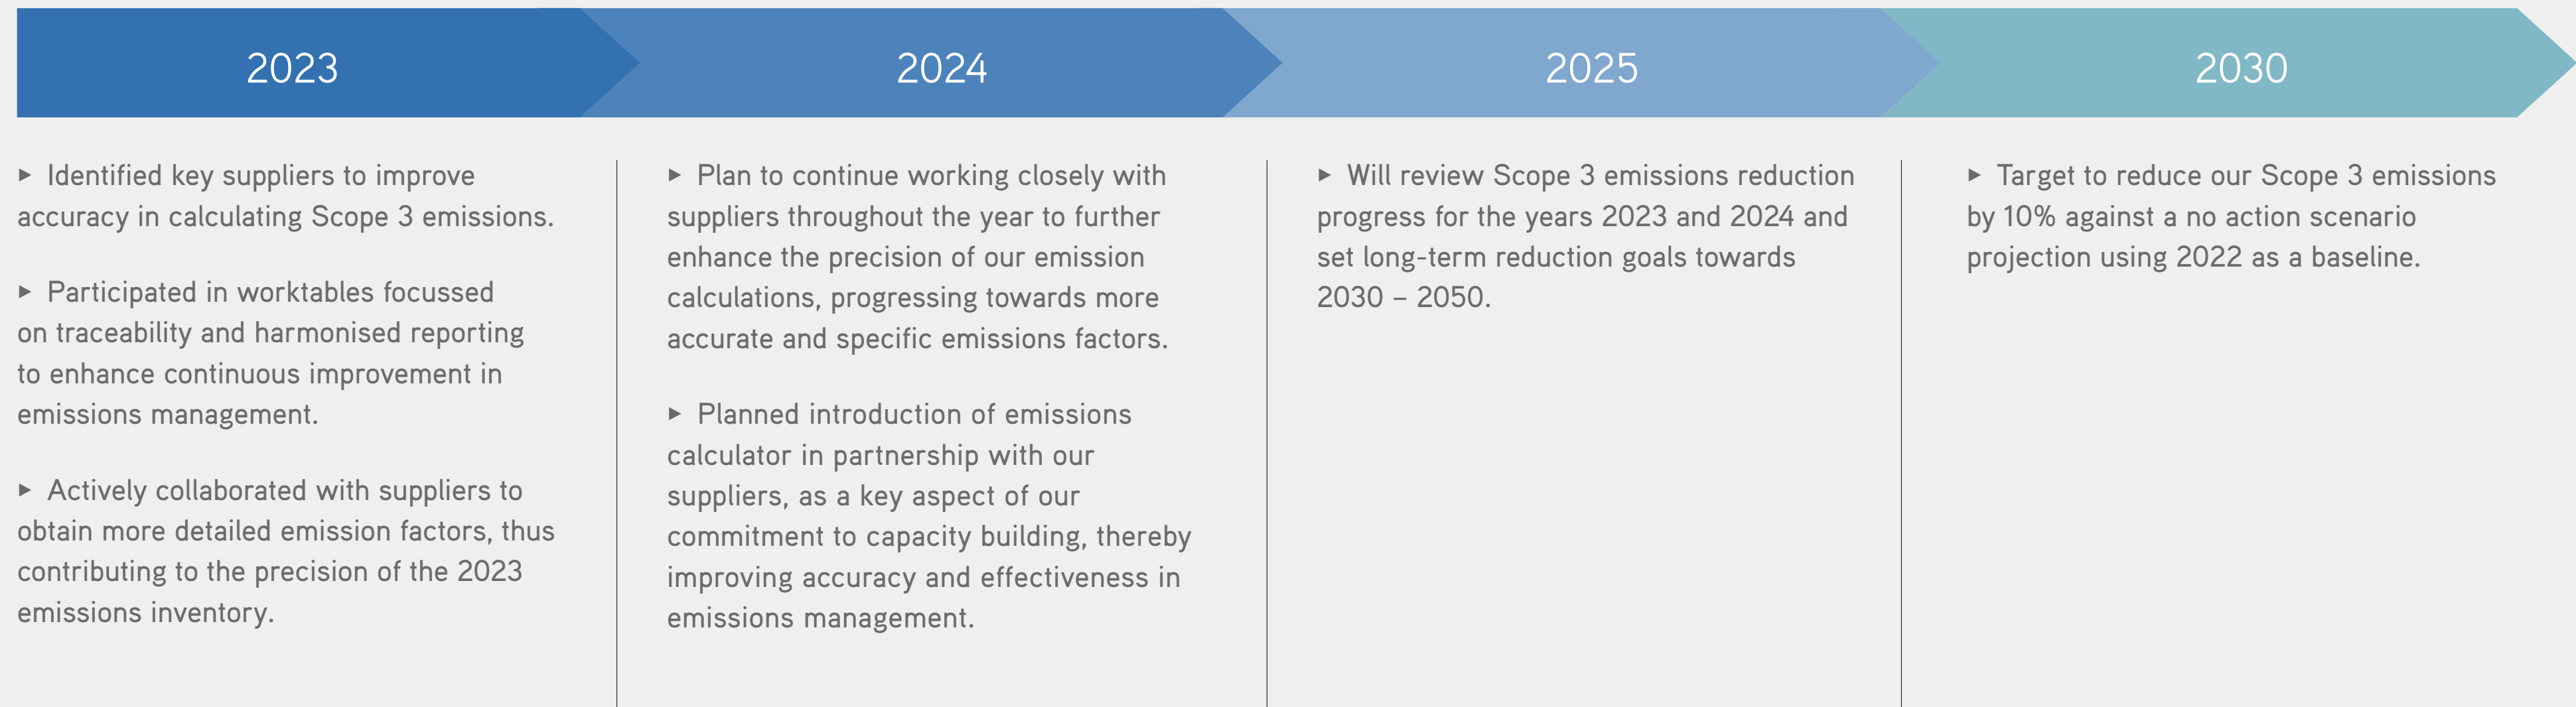 2023
2024
2025
2030
▸ Identified key suppliers to improve
accuracy in calculating Scope 3 emissions.
▸ Participated in worktables focussed
on traceability and harmonised reporting
to enhance continuous improvement in
emissions management.
▸ Actively collaborated with suppliers to
obtain more detailed emission factors, thus
contributing to the precision of the 2023
emissions inventory.
▸ Plan to continue working closely with
suppliers throughout the year to further
enhance the precision of our emission
calculations, progressing towards more
accurate and specific emissions factors.
▸ Planned introduction of emissions
calculator in partnership with our
suppliers, as a key aspect of our
commitment to capacity building, thereby
improving accuracy and effectiveness in
emissions management.
▸ Will review Scope 3 emissions reduction
progress for the years 2023 and 2024 and
set long-term reduction goals towards
2030 – 2050.
▸ Target to reduce our Scope 3 emissions
by 10% against a no action scenario
projection using 2022 as a baseline.